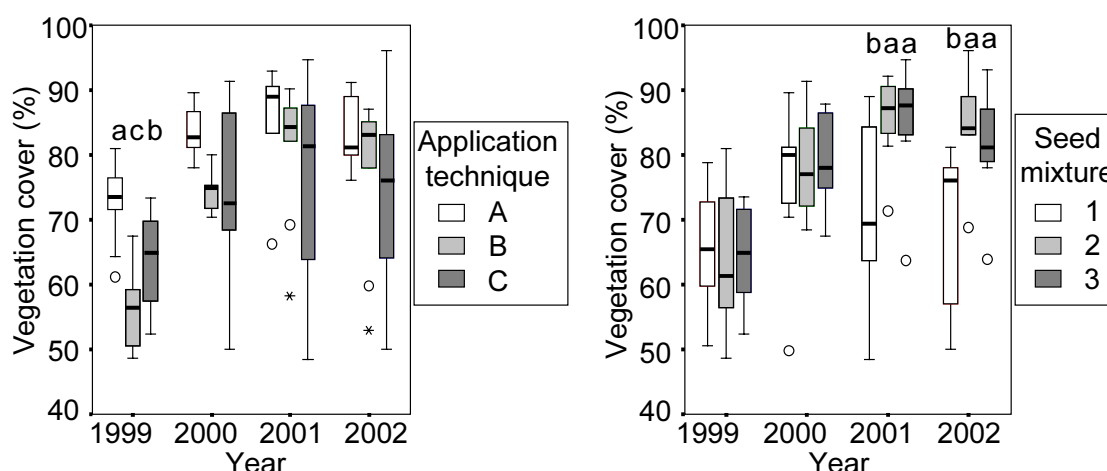 Vegetation cover (%)
100
90
80
70
60
50
40
acb
1999 2000 2001 2002
Year
Application
technique
A
B
C
Vegetation cover (%)
100
90
80
70
60
50
40
baa baa
1999 2000 2001 2002
Year
Seed
mixture
1
2
3